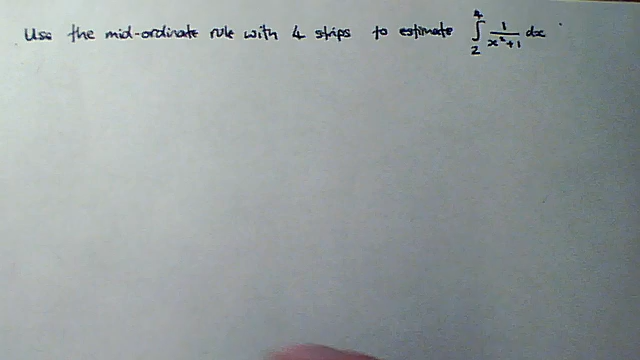 Use the mid-ordinate rule with 4 strips to estimate ∫₂⁴ 1/(x²+1) dx